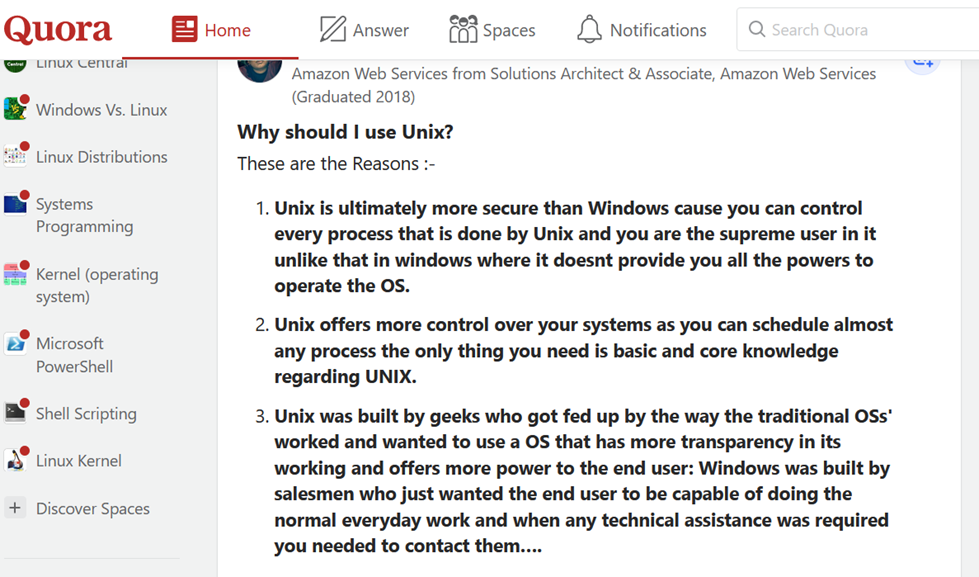 Quora
Home
Answer
Spaces
Notifications
Search Quora
Linux Central
Windows Vs. Linux
Linux Distributions
Systems
Programming
Kernel (operating
system)
Microsoft
PowerShell
Shell Scripting
Linux Kernel
Discover Spaces
Amazon Web Services from Solutions Architect & Associate, Amazon Web Services
(Graduated 2018)
Why should I use Unix?
These are the Reasons :-
1. Unix is ultimately more secure than Windows cause you can control
every process that is done by Unix and you are the supreme user in it
unlike that in windows where it doesnt provide you all the powers to
operate the OS.
2. Unix offers more control over your systems as you can schedule almost
any process the only thing you need is basic and core knowledge
regarding UNIX.
3. Unix was built by geeks who got fed up by the way the traditional OSs'
worked and wanted to use a OS that has more transparency in its
working and offers more power to the end user: Windows was built by
salesmen who just wanted the end user to be capable of doing the
normal everyday work and when any technical assistance was required
you needed to contact them....